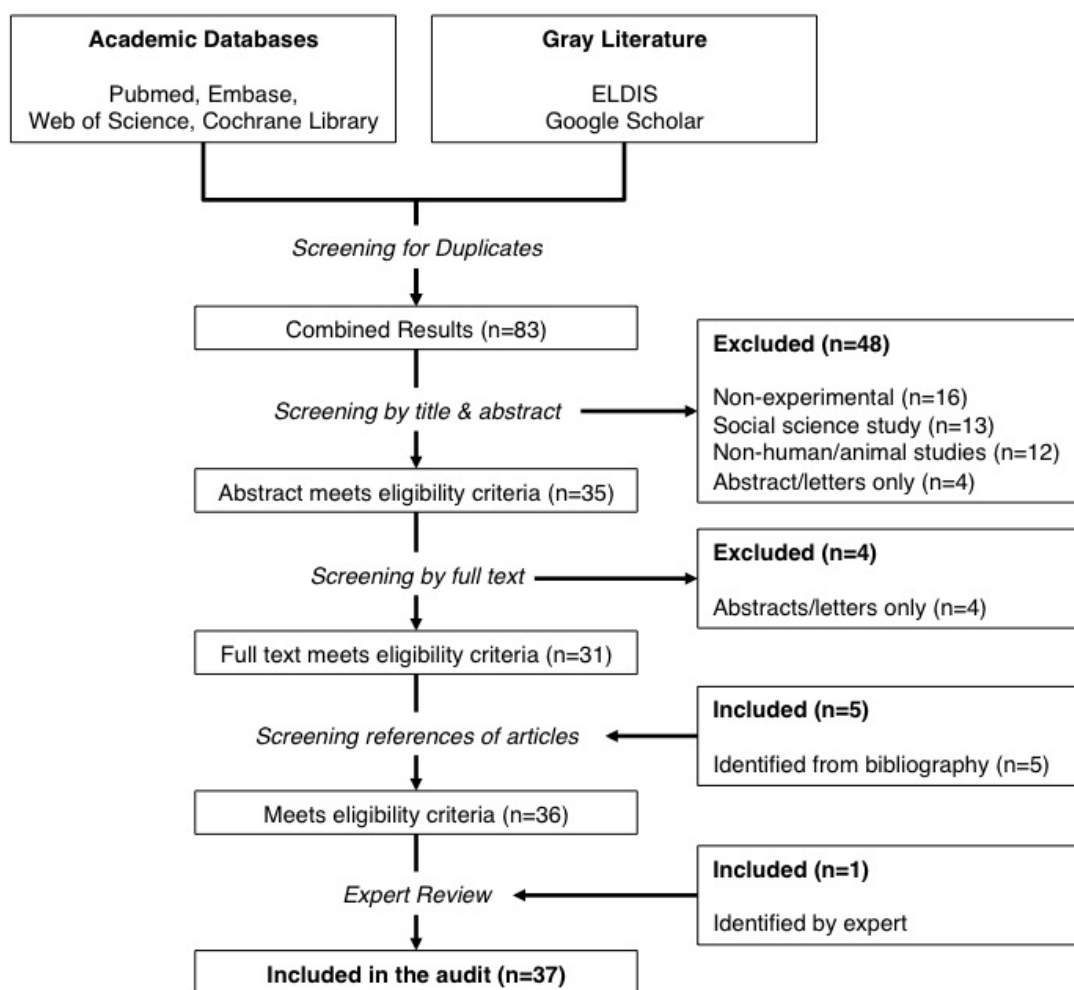 Academic Databases
Pubmed, Embase,
Web of Science, Cochrane Library
Gray Literature
ELDIS
Google Scholar
Screening for Duplicates
Combined Results (n=83)
Screening by title & abstract
Excluded (n=48)
Non-experimental (n=16)
Social science study (n=13)
Non-human/animal studies (n=12)
Abstract/letters only (n=4)
Abstract meets eligibility criteria (n=35)
Screening by full text
Excluded (n=4)
Abstracts/letters only (n=4)
Full text meets eligibility criteria (n=31)
Screening references of articles
Included (n=5)
Identified from bibliography (n=5)
Meets eligibility criteria (n=36)
Expert Review
Included (n=1)
Identified by expert
Included in the audit (n=37)